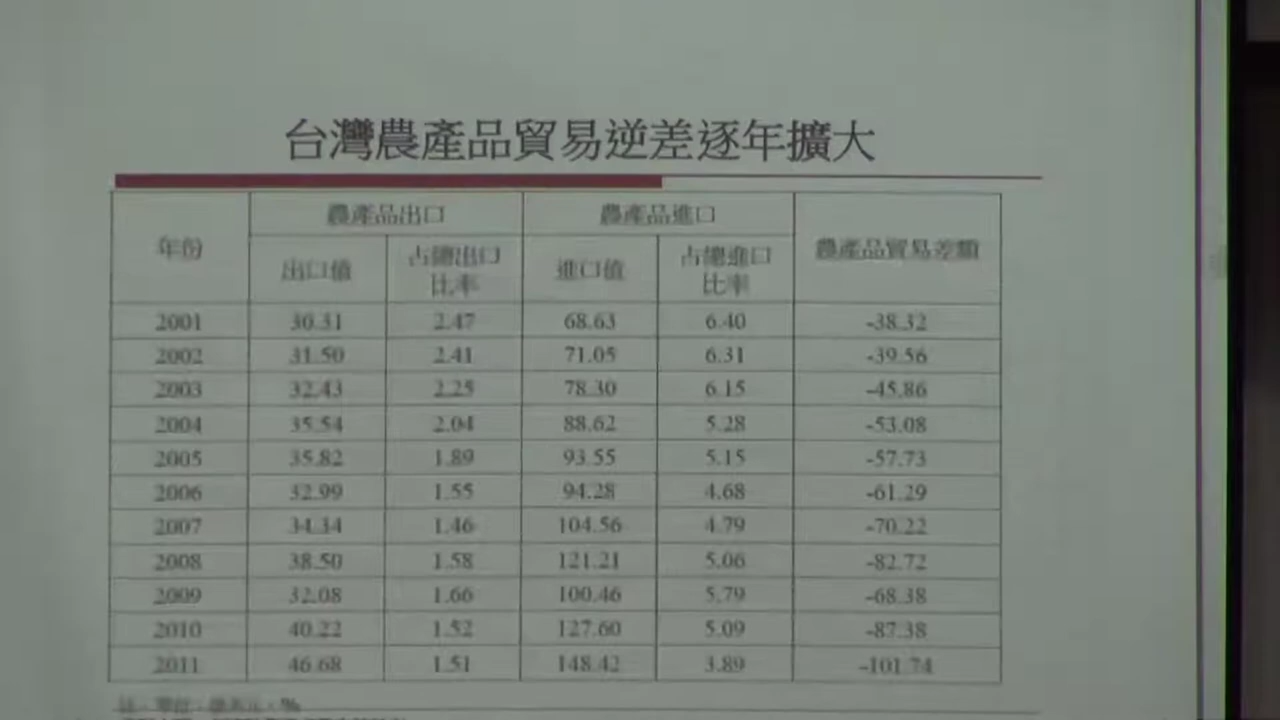 台灣農產品貿易逆差逐年擴大
年份 農產品出口 農產品進口 農產品貿易差額
出口值 占總出口比率 進口值 占總進口比率
2001 30.31 2.47 68.63 6.40 -38.32
2002 31.50 2.41 71.05 6.31 -39.56
2003 32.43 2.25 78.30 6.15 -45.86
2004 35.54 2.04 88.62 5.28 -53.08
2005 35.82 1.89 93.55 5.15 -57.73
2006 32.99 1.55 94.28 4.68 -61.29
2007 34.34 1.46 104.56 4.79 -70.22
2008 38.50 1.58 121.21 5.06 -82.72
2009 32.08 1.66 100.46 5.79 -68.38
2010 40.22 1.52 127.60 5.09 -87.38
2011 46.68 1.51 148.42 3.89 -101.74
註：單位：億美元，%